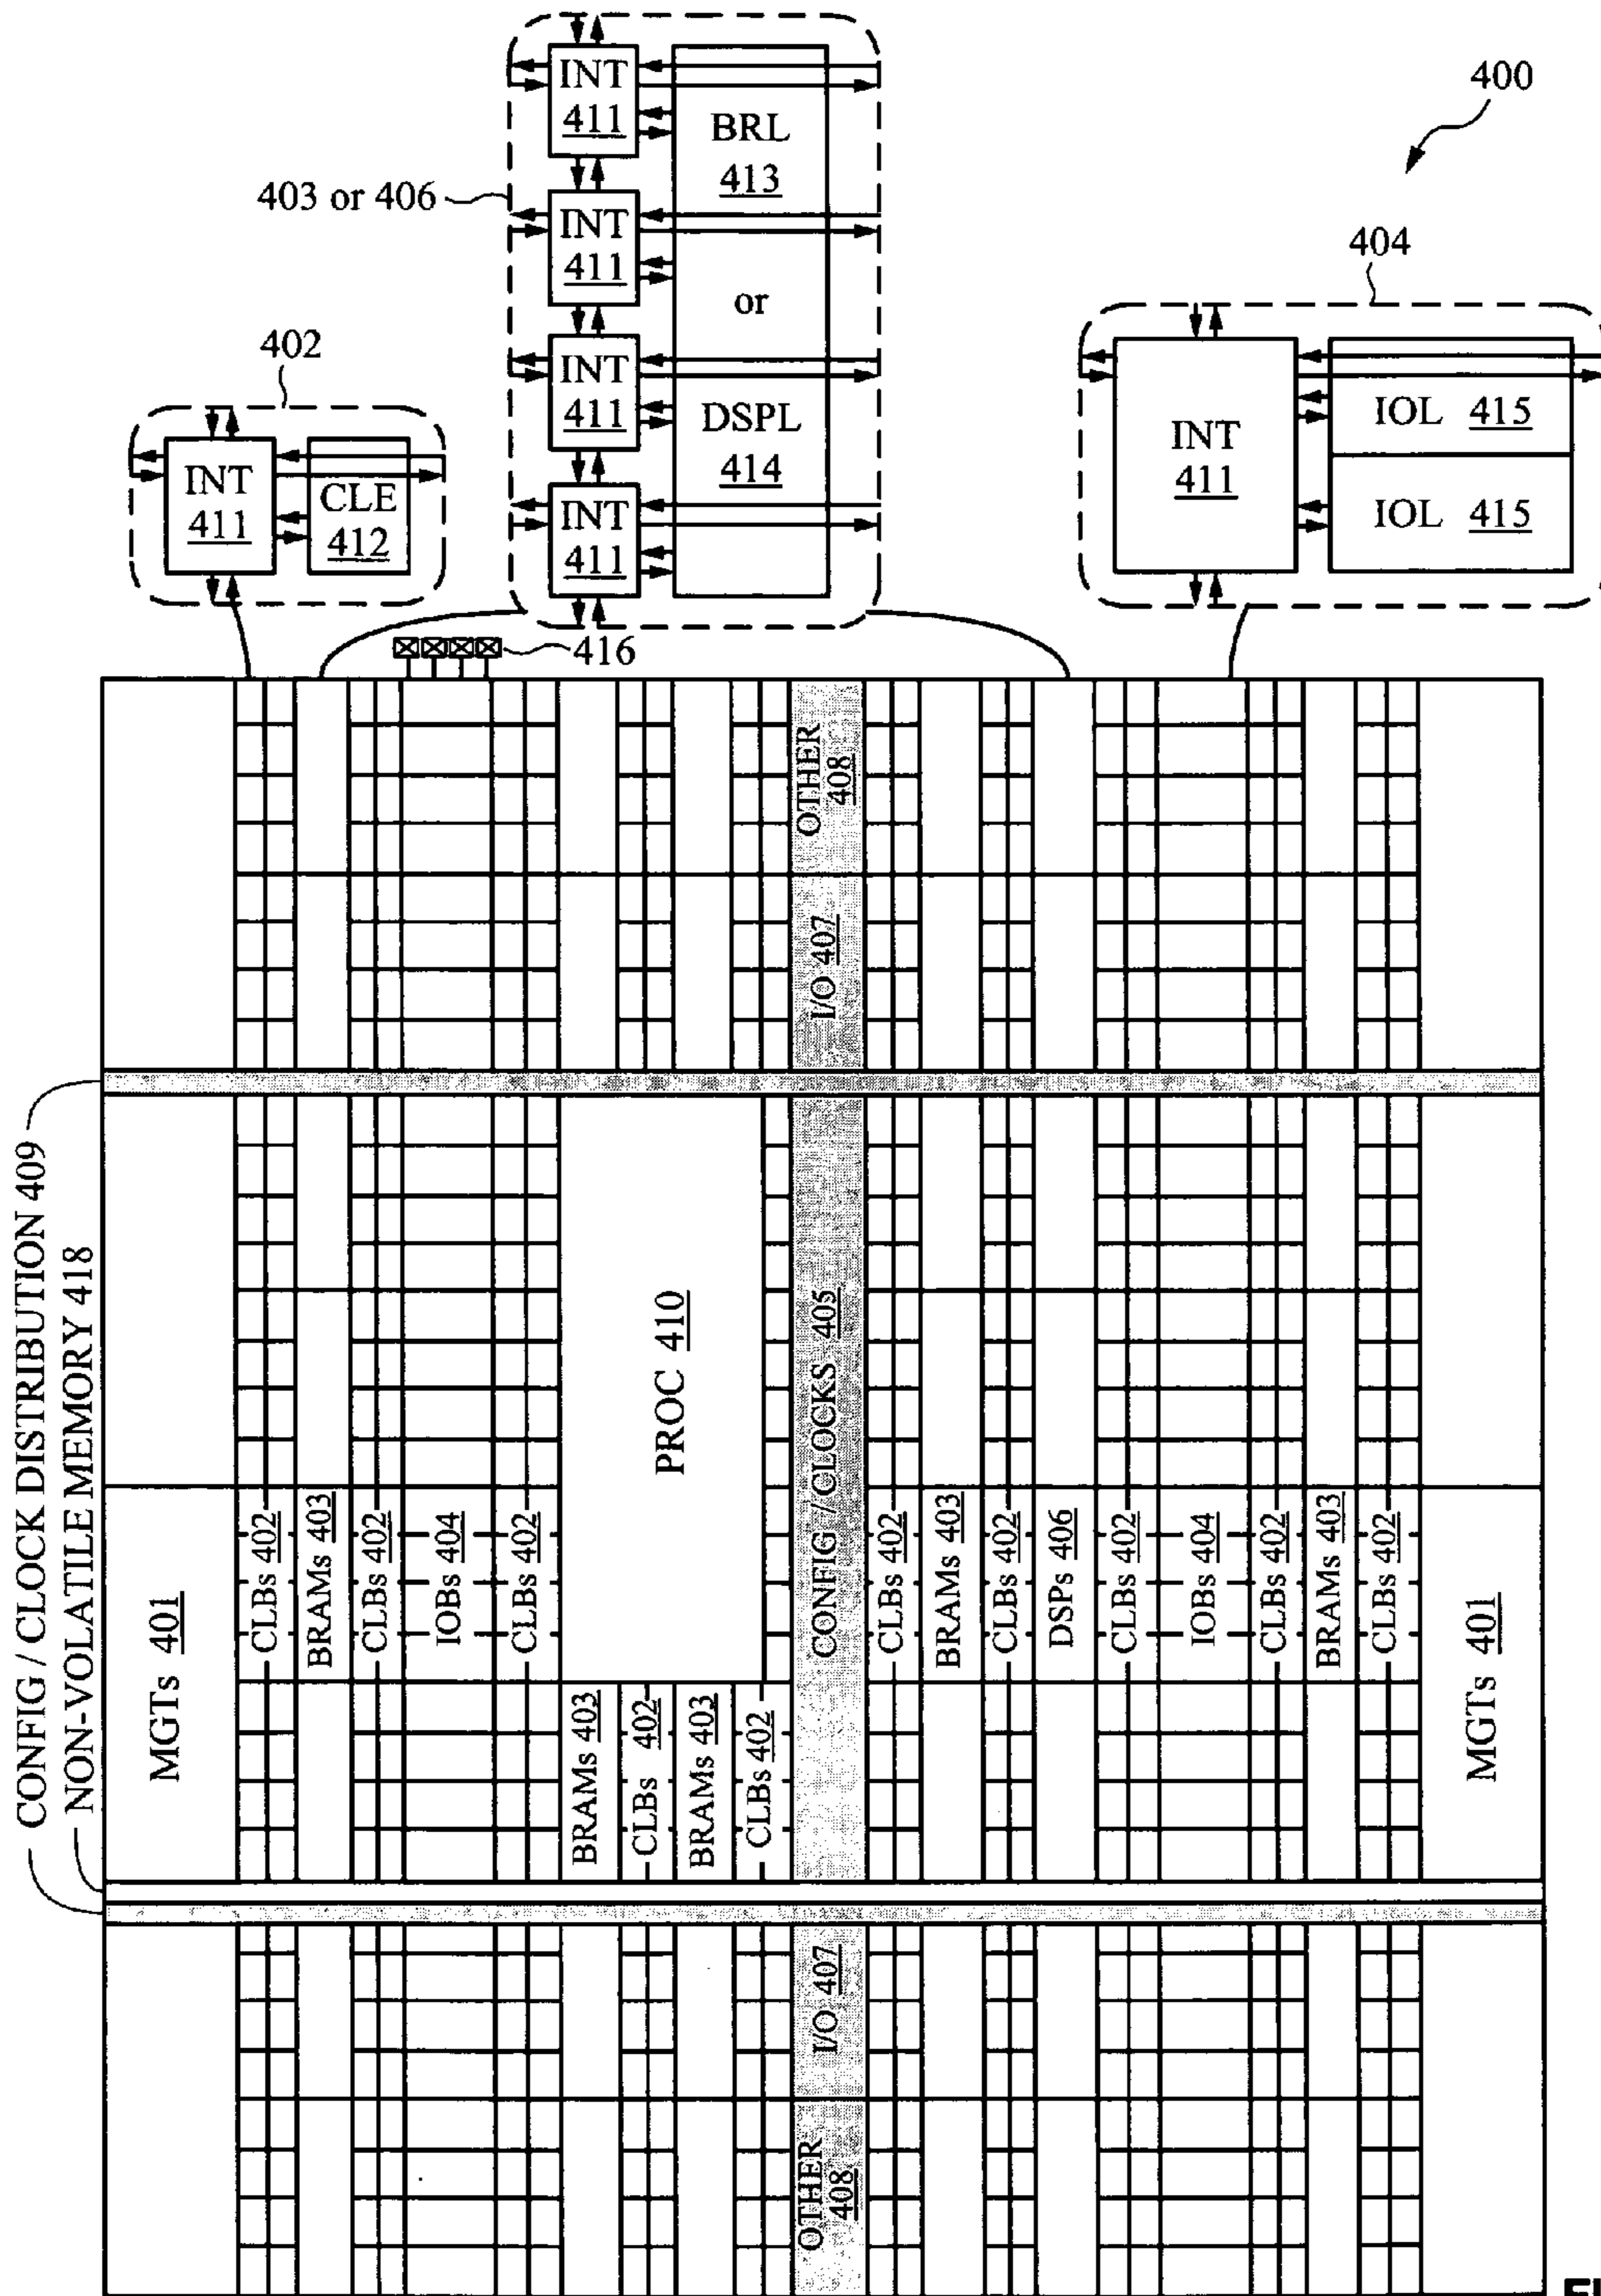 400
403 or 406
INT
411
INT
411
INT
411
INT
411
BRL
413
or
DSPL
414
404
INT
411
IOL 415
IOL 415
402
INT
411
CLE
412
416
OTHER
408
I/O 407
CONFIG / CLOCK DISTRIBUTION 409
NON-VOLATILE MEMORY 418
PROC 410
CONFIG / CLOCKS 405
MGTs 401
CLBs 402
BRAMs 403
CLBs 402
IOBs 404
CLBs 402
BRAMs 403
CLBs 402
BRAMs 403
CLBs 402
CLBs 402
BRAMs 403
CLBs 402
DSPs 406
CLBs 402
IOBs 404
CLBs 402
BRAMs 403
CLBs 402
MGTs 401
I/O 407
OTHER
408